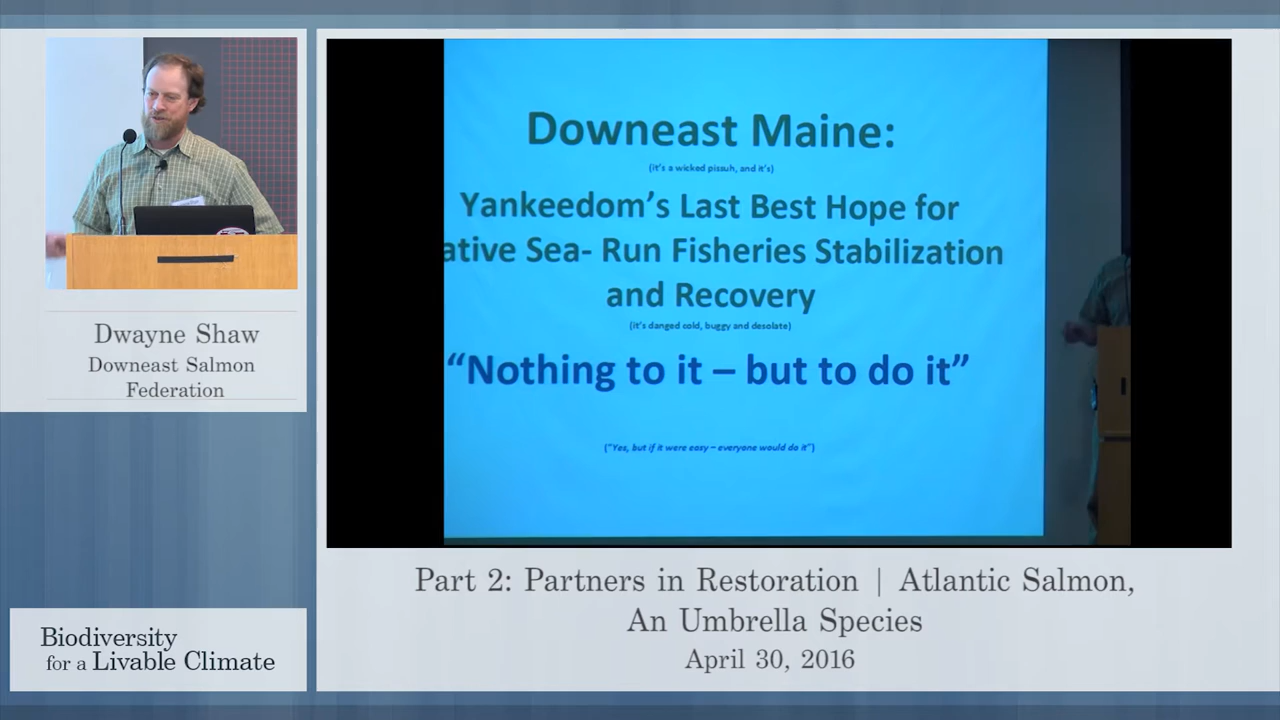 Downeast Maine:
(it's a wicked pissuh, and it's)
Yankeedom's Last Best Hope for
ative Sea- Run Fisheries Stabilization
and Recovery
(it's danged cold, buggy and desolate)
"Nothing to it – but to do it"
("Yes, but if it were easy – everyone would do it")
Dwayne Shaw
Downeast Salmon
Federation
Part 2: Partners in Restoration | Atlantic Salmon,
An Umbrella Species
April 30, 2016
Biodiversity
for a Livable Climate